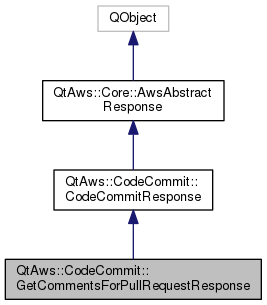 QObject
QtAws::Core::AwsAbstract
Response
QtAws::CodeCommit::
CodeCommitResponse
QtAws::CodeCommit::
GetCommentsForPullRequestResponse